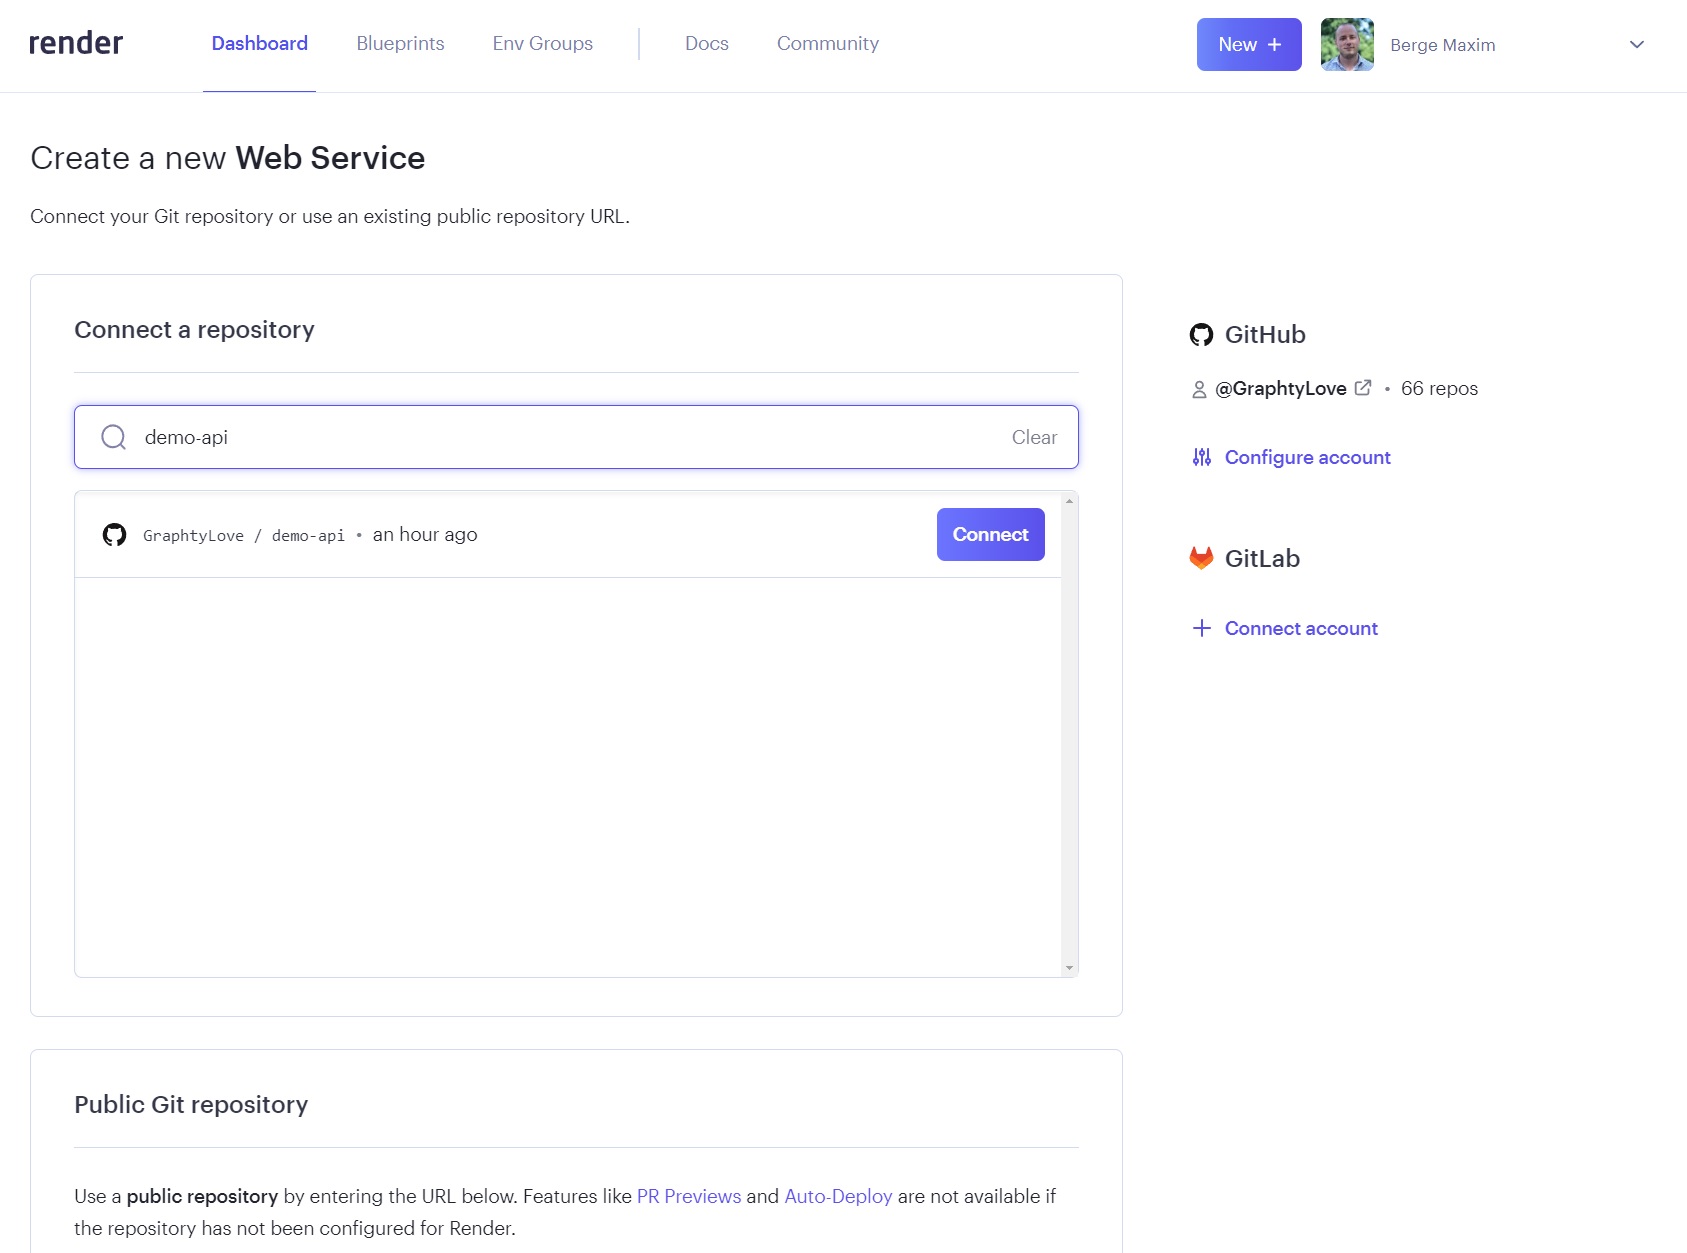 render
Dashboard
Blueprints
Env Groups
Docs
Community
New +
Berge Maxim
Create a new Web Service
Connect your Git repository or use an existing public repository URL.
Connect a repository
demo-api
Clear
GraphtyLove / demo-api • an hour ago
Connect
GitHub
@GraphtyLove • 66 repos
Configure account
GitLab
Connect account
Public Git repository
Use a public repository by entering the URL below. Features like PR Previews and Auto-Deploy are not available if
the repository has not been configured for Render.